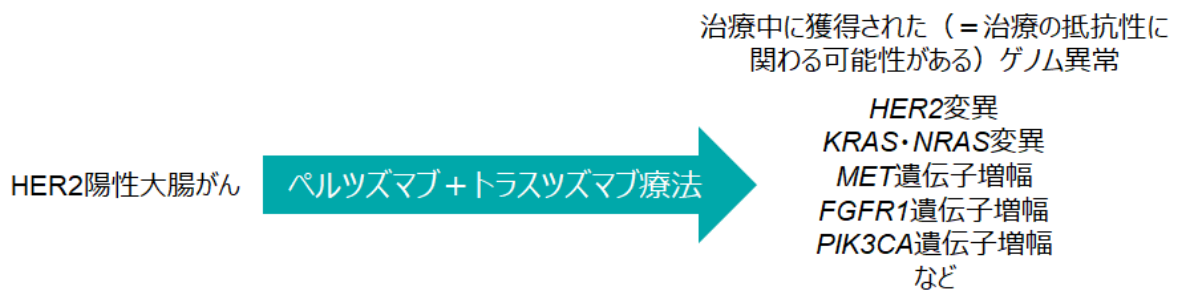 治療中に獲得された(=治療の抵抗性に
関わる可能性がある)ゲノム異常
HER2陽性大腸がん
ペルツズマブ+トラスツズマブ療法
HER2変異
KRAS・NRAS変異
MET遺伝子増幅
FGFR1遺伝子増幅
PIK3CA遺伝子増幅
など